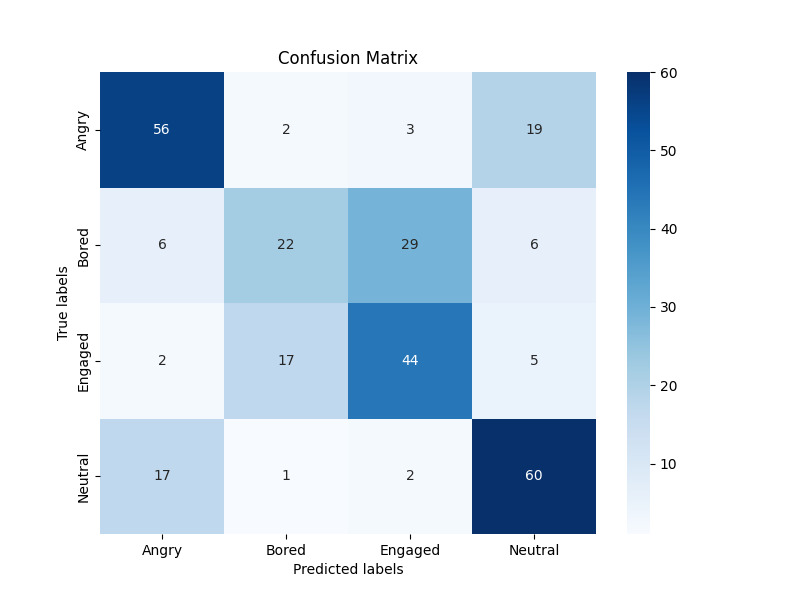 Confusion Matrix
True labels
Angry
56 2 3 19
Bored
6 22 29 6
Engaged
2 17 44 5
Neutral
17 1 2 60
Angry Bored Engaged Neutral
Predicted labels
60
50
40
30
20
10